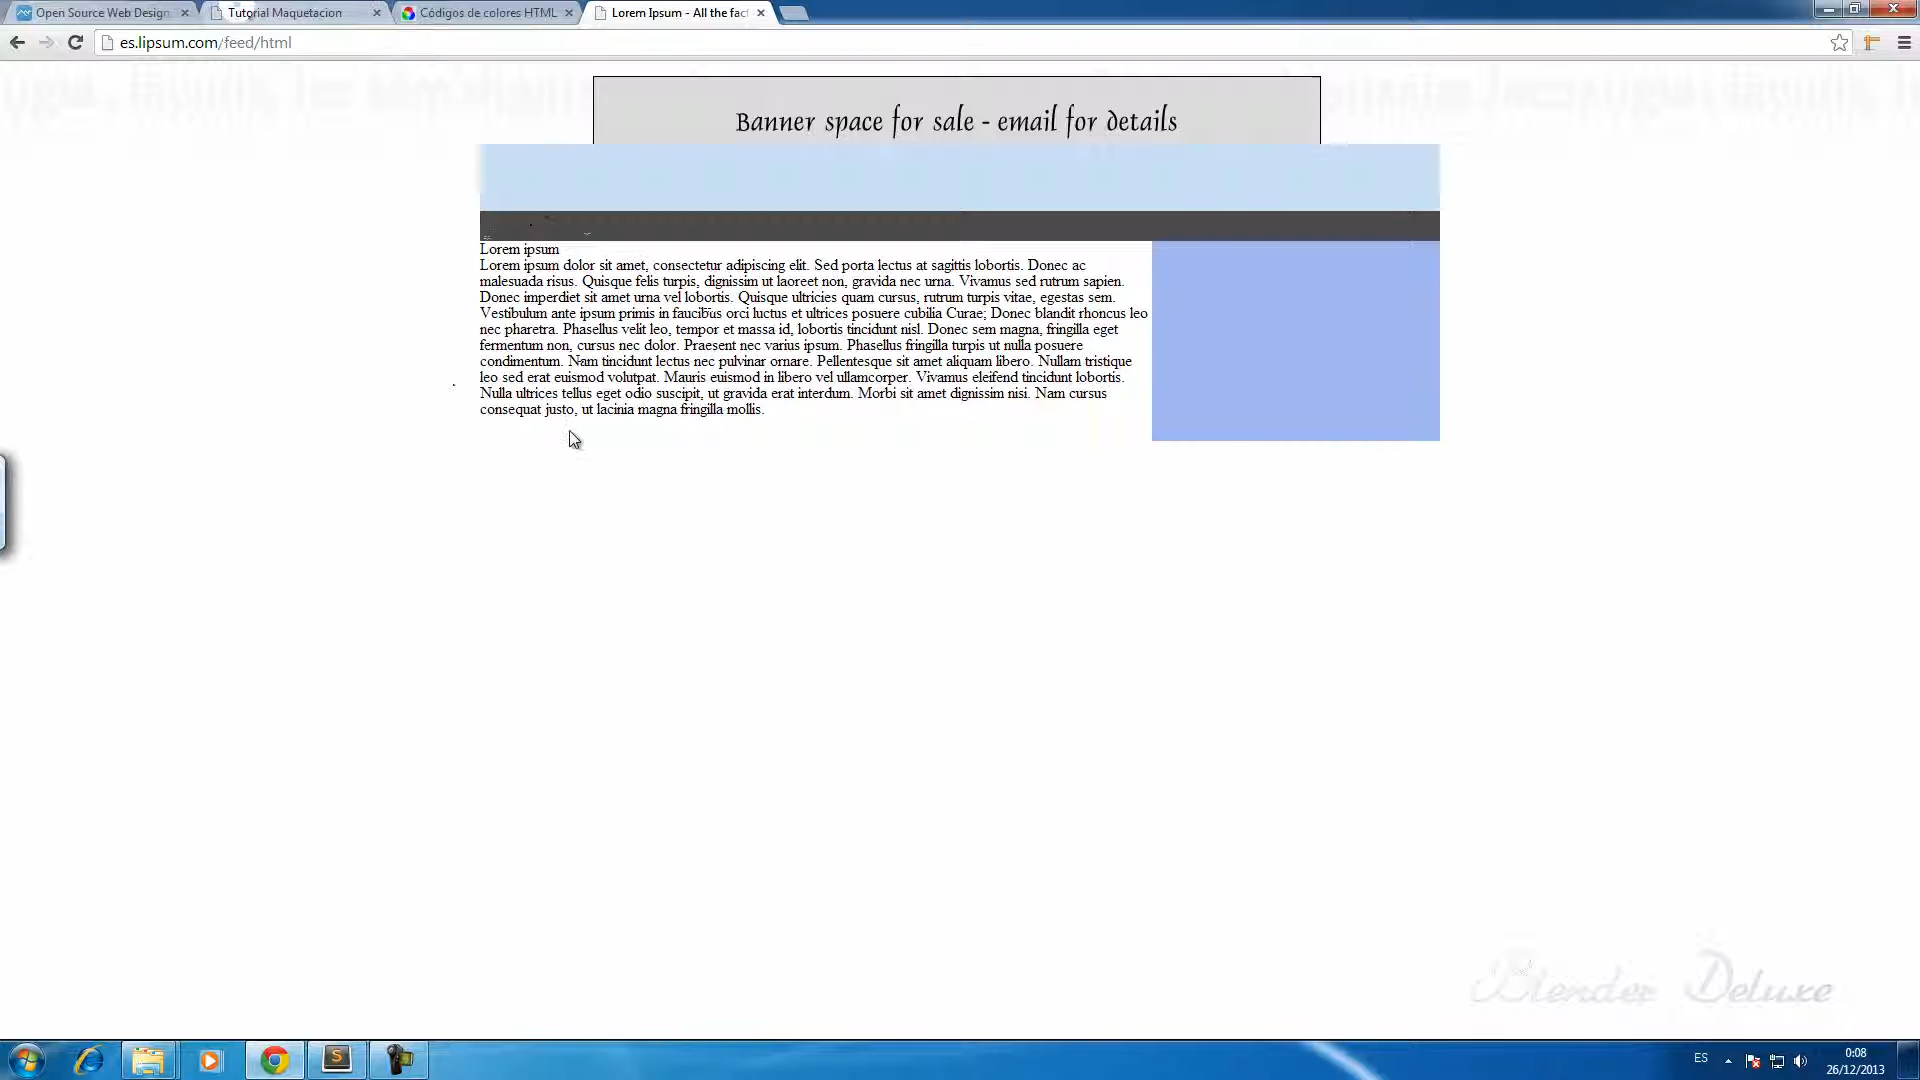 Open Source Web Design
Tutorial Maquetacion
Códigos de colores HTML
Lorem Ipsum - All the fac
es.lipsum.com/feed/html
Banner space for sale - email for details
Lorem ipsum
Lorem ipsum dolor sit amet, consectetur adipiscing elit. Sed porta lectus at sagittis lobortis. Donec ac
malesuada risus. Quisque felis turpis, dignissim ut laoreet non, gravida nec urna. Vivamus sed rutrum sapien.
Donec imperdiet sit amet urna vel lobortis. Quisque ultricies quam cursus, rutrum turpis vitae, egestas sem.
Vestibulum ante ipsum primis in faucibus orci luctus et ultrices posuere cubilia Curae; Donec blandit rhoncus leo
nec pharetra. Phasellus velit leo, tempor et massa id, lobortis tincidunt nisl. Donec sem magna, fringilla eget
fermentum non, cursus nec dolor. Praesent nec varius ipsum. Phasellus fringilla turpis ut nulla posuere
condimentum. Nam tincidunt lectus nec pulvinar ornare. Pellentesque sit amet aliquam libero. Nullam tristique
leo sed erat euismod volutpat. Mauris euismod in libero vel ullamcorper. Vivamus eleifend tincidunt lobortis.
Nulla ultrices tellus eget odio suscipit, ut gravida erat interdum. Morbi sit amet dignissim nisi. Nam cursus
consequat justo, ut lacinia magna fringilla mollis.
Blender Deluxe
ES
0:08
26/12/2013